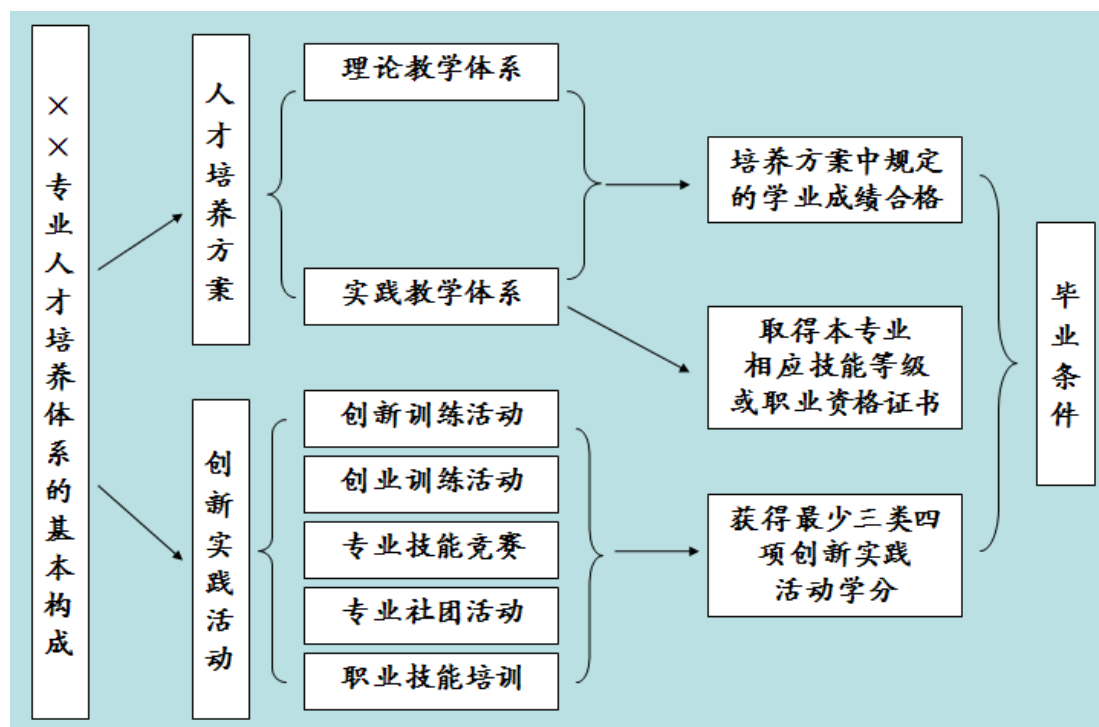 ××专业人才培养体系的基本构成
人才培养方案
理论教学体系
实践教学体系
创新实践活动
创新训练活动
创业训练活动
专业技能竞赛
专业社团活动
职业技能培训
培养方案中规定
的学业成绩合格
取得本专业
相应技能等级
或职业资格证书
获得最少三类四
项创新实践
活动学分
毕业条件